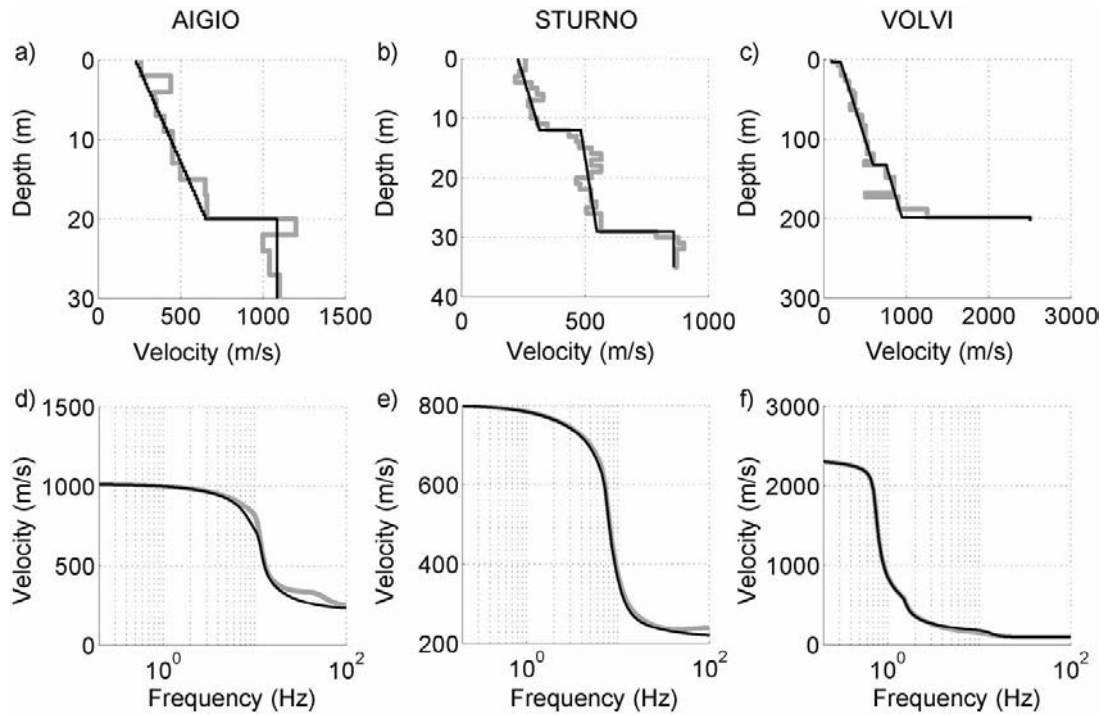 AIGIO
STURNO
VOLVI
a)
0
10
20
30
Depth (m)
0
500
1000
1500
Velocity (m/s)
b)
0
10
20
30
40
Depth (m)
0
500
1000
Velocity (m/s)
c)
0
100
200
300
Depth (m)
0
1000
2000
3000
Velocity (m/s)
d)
1500
1000
500
0
Velocity (m/s)
10^0
10^2
Frequency (Hz)
e)
800
600
400
200
Velocity (m/s)
10^0
10^2
Frequency (Hz)
f)
3000
2000
1000
0
Velocity (m/s)
10^0
10^2
Frequency (Hz)